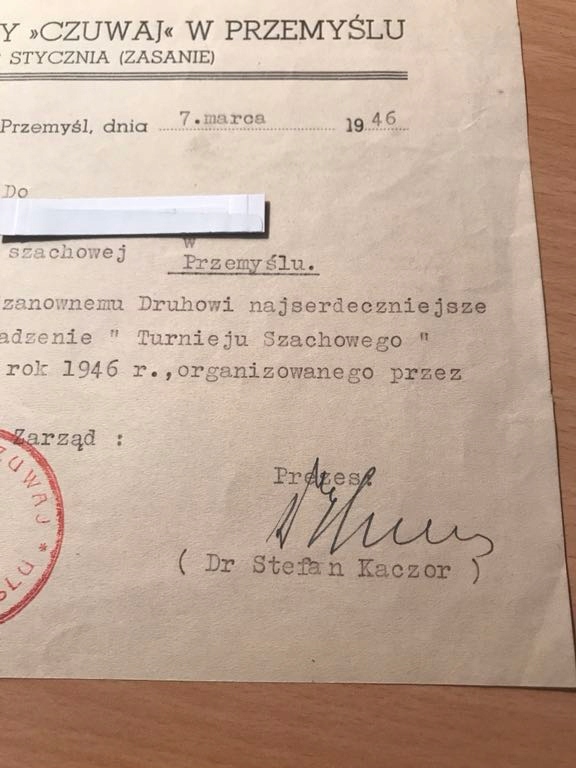 Y »CZUWAJ« W PRZEMYŚLU
STYCZNIA (ZASANIE)
Przemyśl, dnia 7.marca 1946
Do
szachowej w Przemyślu.
zanownemu Druhowi najserdeczniejsze
adzenie " Turnieju Szachowego "
rok 1946 r.,organizowanego przez
Zarząd :
Prezes:
( Dr Stefan Kaczor )
ZUWAJ *